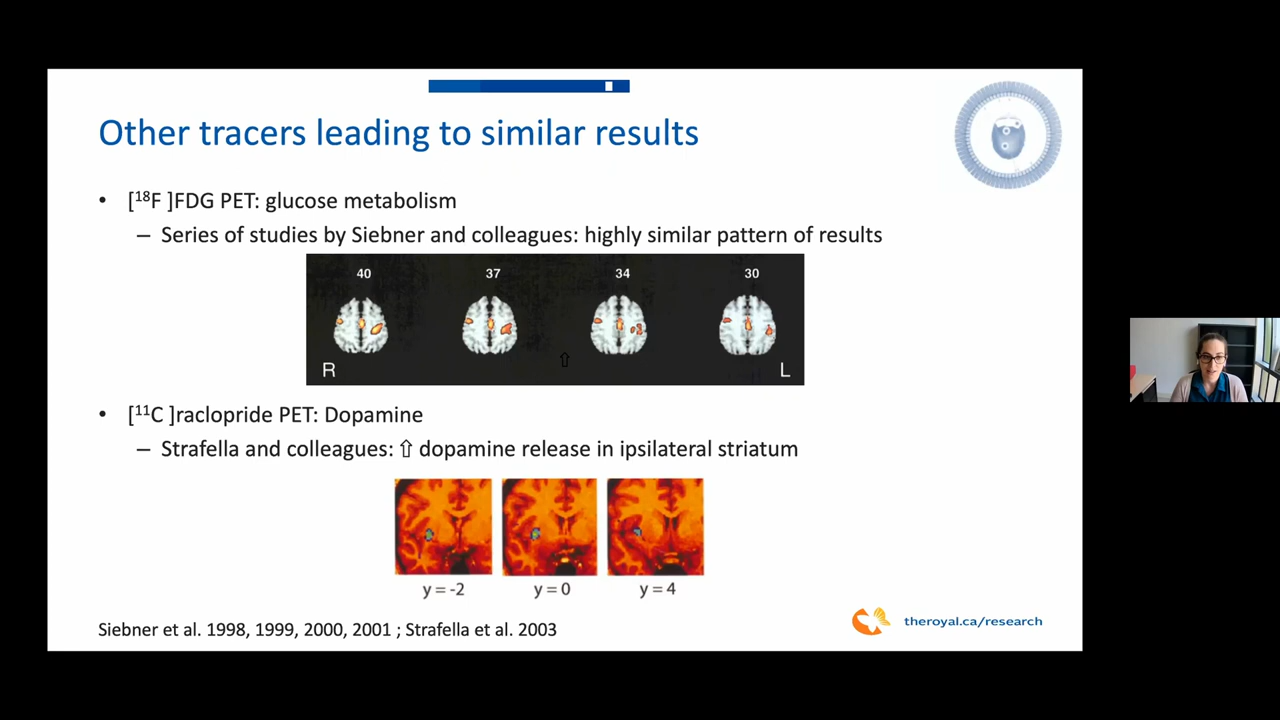 Other tracers leading to similar results
• [18F ]FDG PET: glucose metabolism
– Series of studies by Siebner and colleagues: highly similar pattern of results
40 37 34 30
R L
• [11C ]raclopride PET: Dopamine
– Strafella and colleagues: ⇧ dopamine release in ipsilateral striatum
y = -2 y = 0 y = 4
Siebner et al. 1998, 1999, 2000, 2001 ; Strafella et al. 2003
theroyal.ca/research